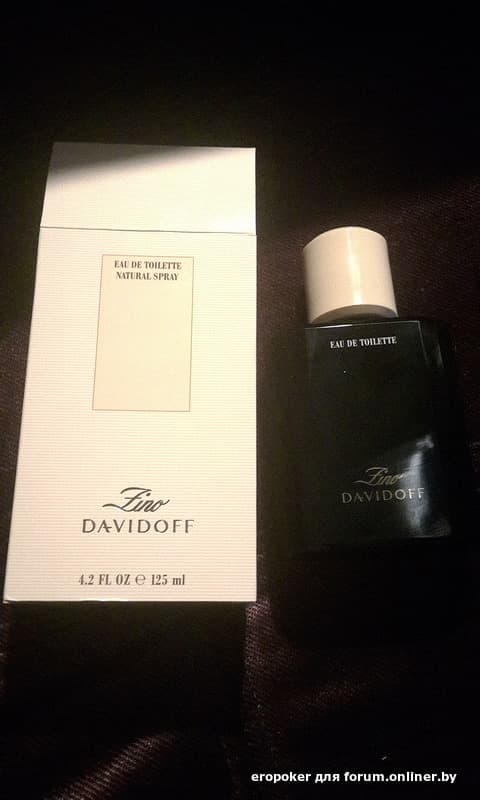 EAU DE TOILETTE
NATURAL SPRAY
Zino
DAVIDOFF
4.2 FL OZ ℮ 125 ml
EAU DE TOILETTE
Zino
DAVIDOFF
eropoker для forum.onliner.by